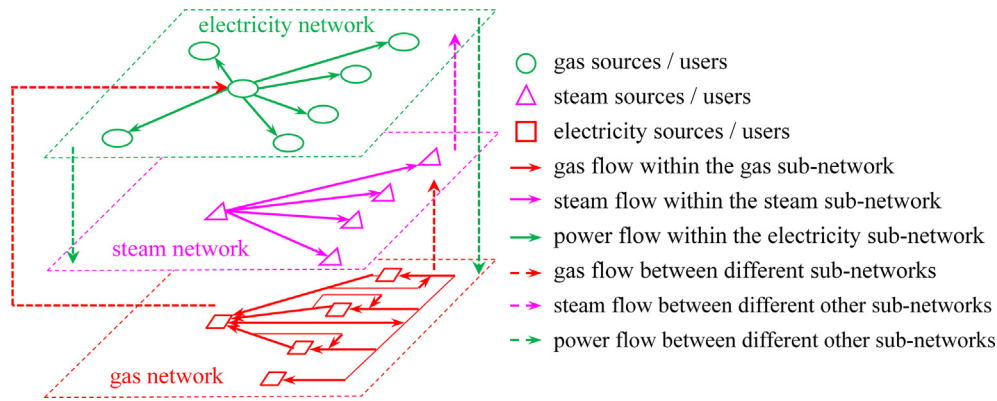 electricity network
steam network
gas network
gas sources / users
steam sources / users
electricity sources / users
gas flow within the gas sub-network
steam flow within the steam sub-network
power flow within the electricity sub-network
gas flow between different sub-networks
steam flow between different other sub-networks
power flow between different other sub-networks